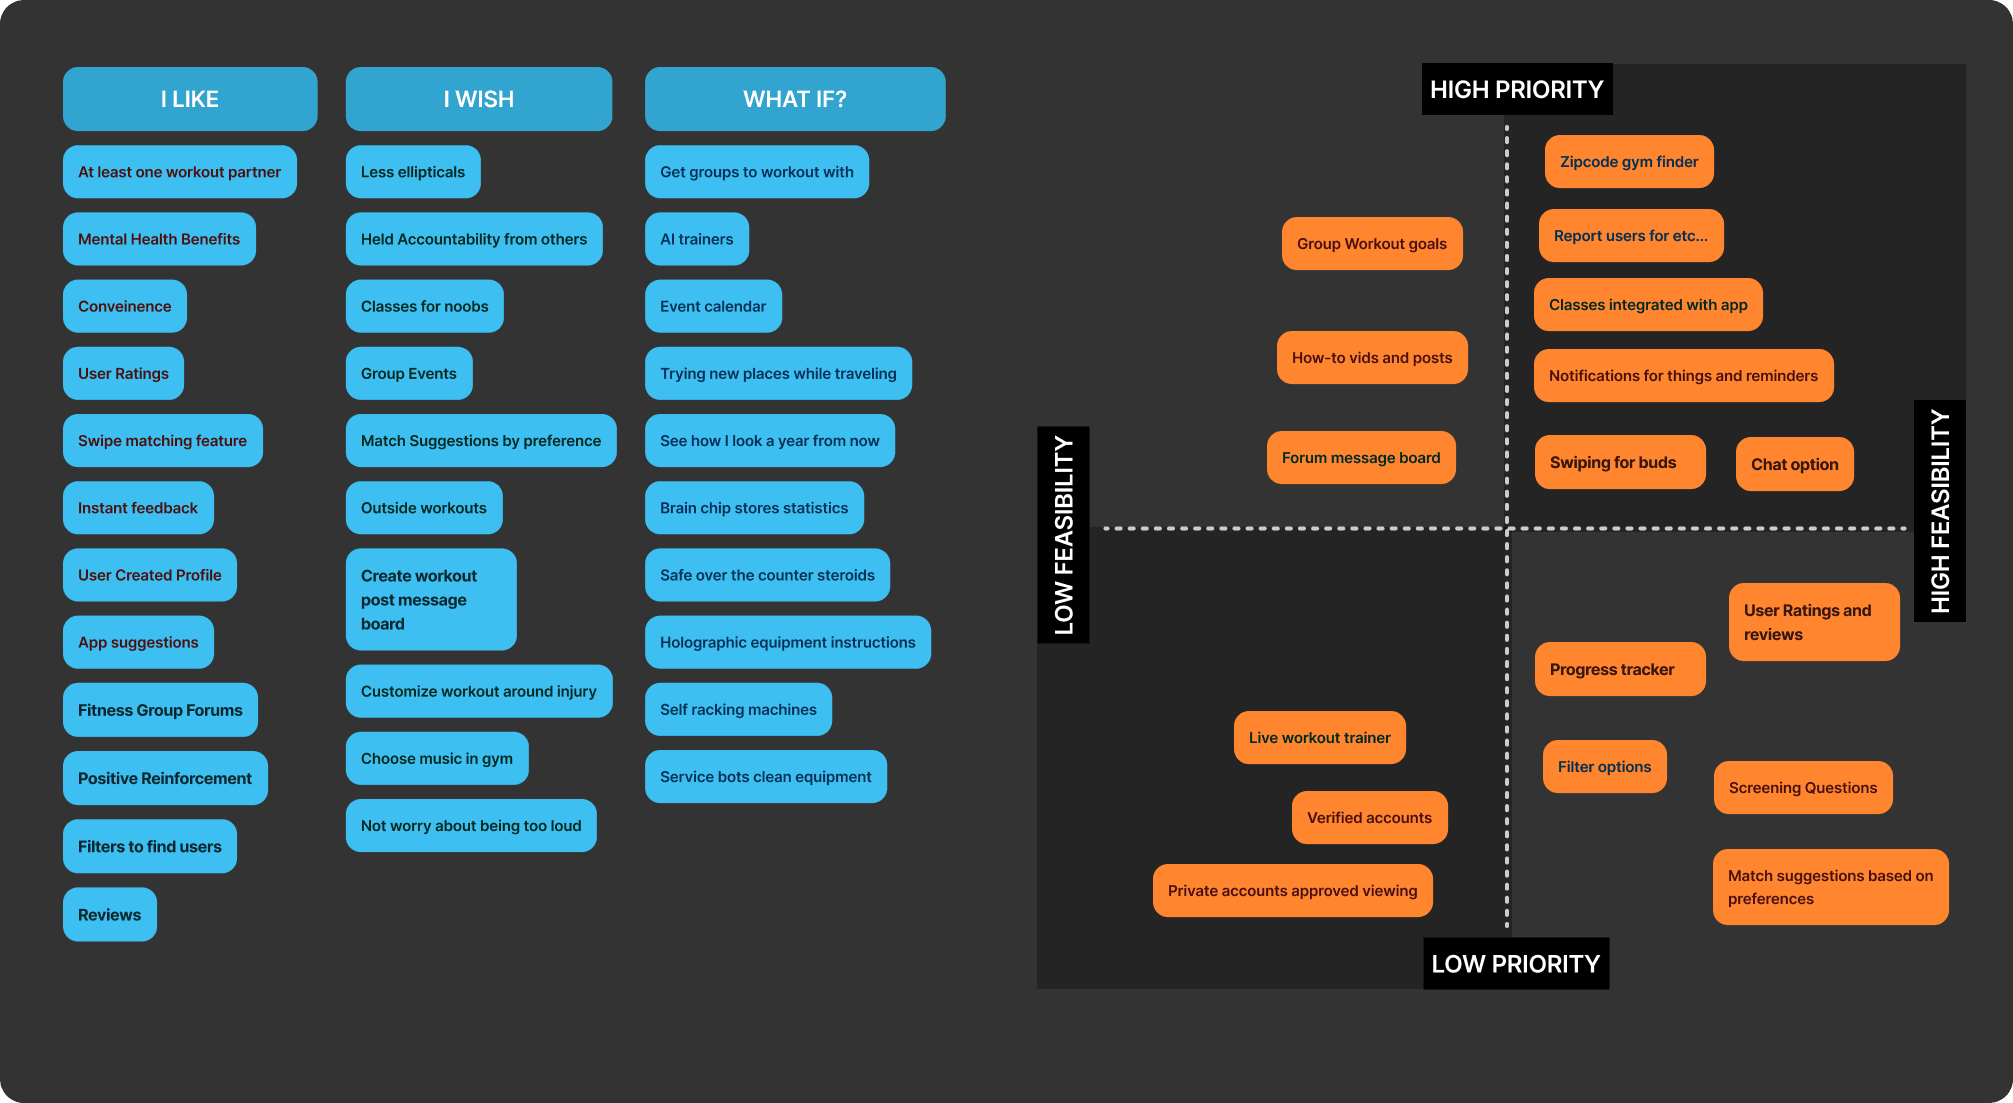 I LIKE
At least one workout partner
Mental Health Benefits
Conveinence
User Ratings
Swipe matching feature
Instant feedback
User Created Profile
App suggestions
Fitness Group Forums
Positive Reinforcement
Filters to find users
Reviews
I WISH
Less ellipticals
Held Accountability from others
Classes for noobs
Group Events
Match Suggestions by preference
Outside workouts
Create workout
post message
board
Customize workout around injury
Choose music in gym
Not worry about being too loud
WHAT IF?
Get groups to workout with
AI trainers
Event calendar
Trying new places while traveling
See how I look a year from now
Brain chip stores statistics
Safe over the counter steroids
Holographic equipment instructions
Self racking machines
Service bots clean equipment
HIGH PRIORITY
LOW FEASIBILITY
HIGH FEASIBILITY
LOW PRIORITY
Group Workout goals
How-to vids and posts
Forum message board
Zipcode gym finder
Report users for etc...
Classes integrated with app
Notifications for things and reminders
Swiping for buds
Chat option
Live workout trainer
Verified accounts
Private accounts approved viewing
User Ratings and
reviews
Progress tracker
Filter options
Screening Questions
Match suggestions based on
preferences